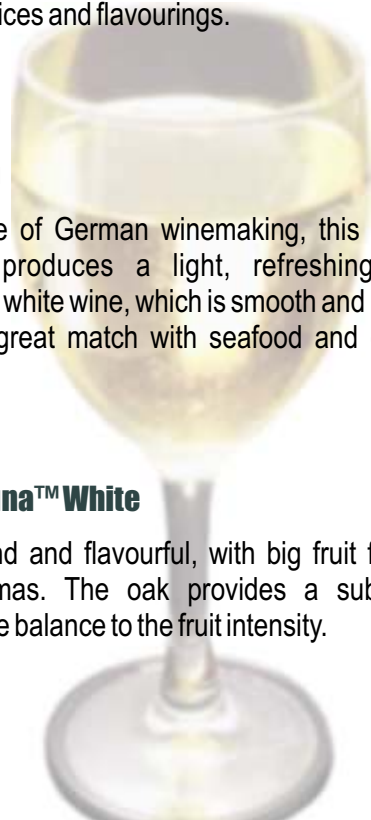 ices and flavourings.
e of German winemaking, this
produces a light, refreshing
white wine, which is smooth and
great match with seafood and
na™ White
nd and flavourful, with big fruit f
mas. The oak provides a sub
e balance to the fruit intensity.